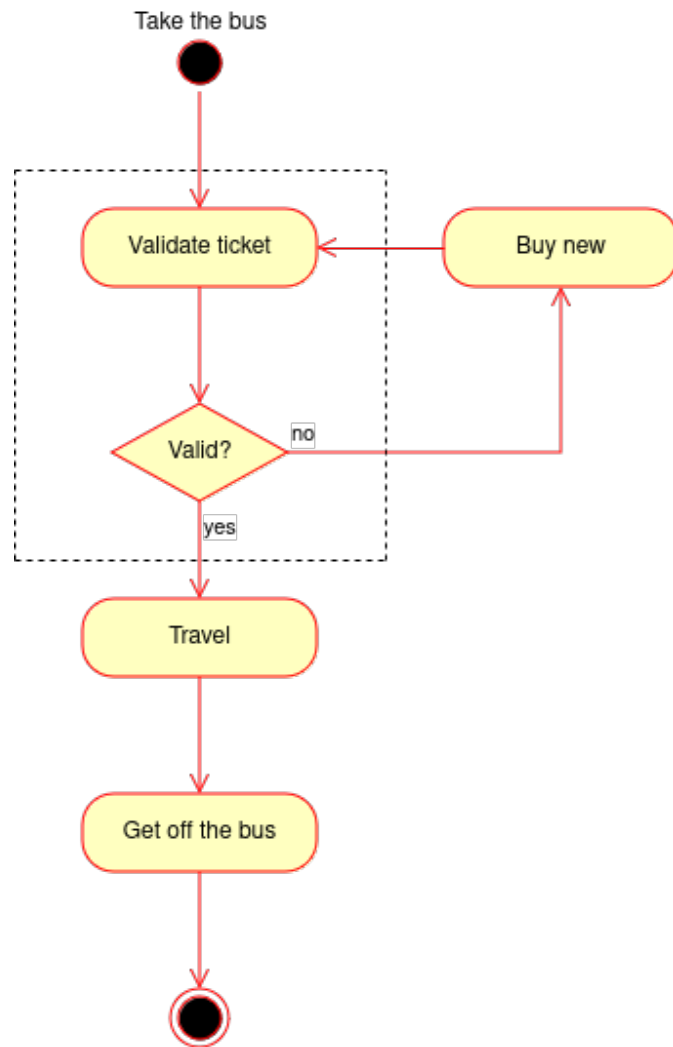 Take the bus
Validate ticket
Buy new
Valid?
no
yes
Travel
Get off the bus